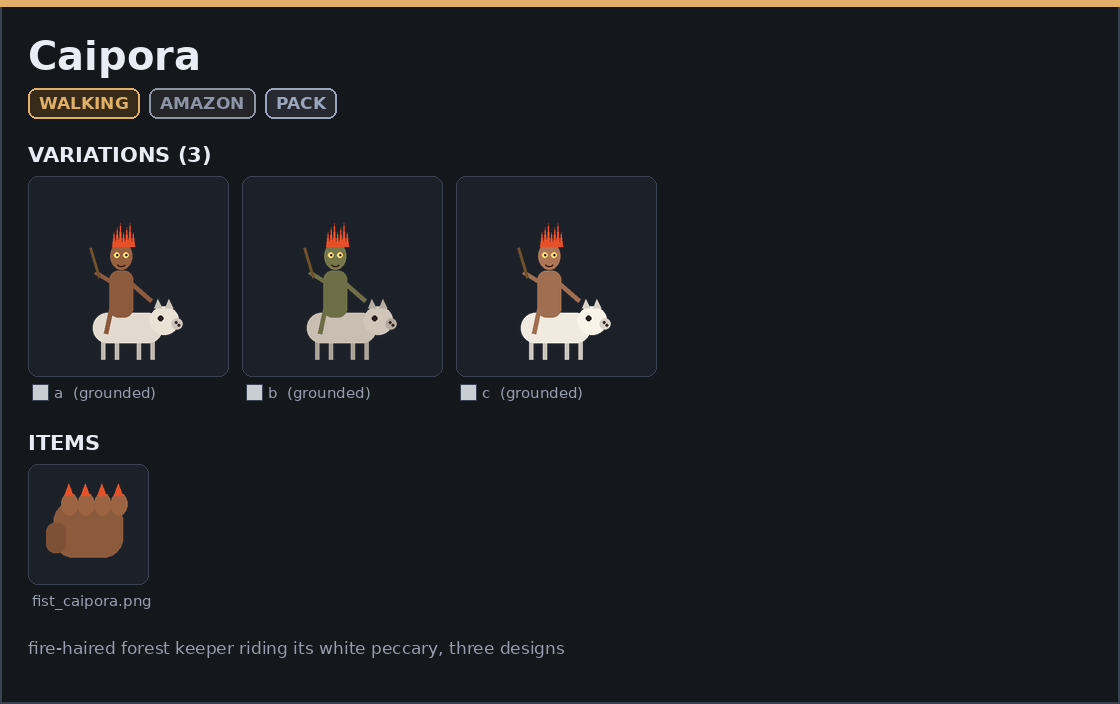 Caipora
WALKING AMAZON PACK
VARIATIONS (3)
a (grounded) b (grounded) c (grounded)
ITEMS
fist_caipora.png
fire-haired forest keeper riding its white peccary, three designs